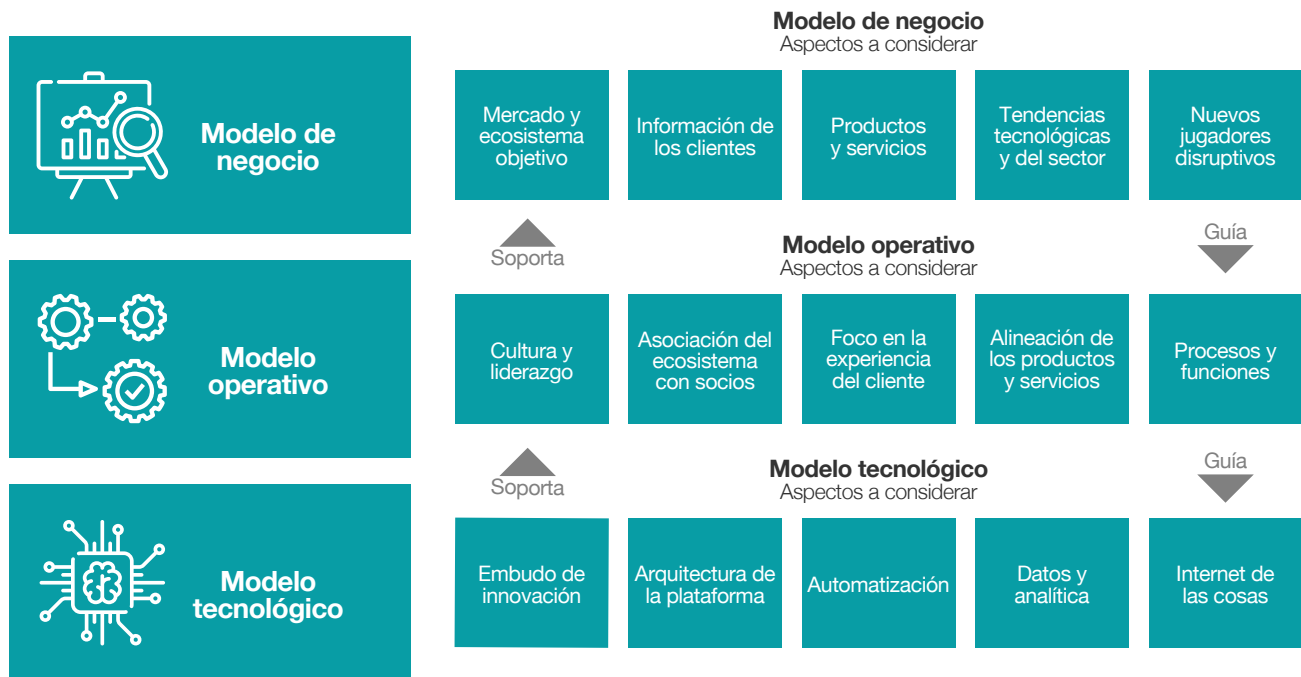 Modelo de negocio
Aspectos a considerar
Modelo de
negocio
Mercado y
ecosistema
objetivo
Información de
los clientes
Productos
y servicios
Tendencias
tecnológicas
y del sector
Nuevos
jugadores
disruptivos
Soporta
Modelo operativo
Aspectos a considerar
Guía
Modelo
operativo
Cultura y
liderazgo
Asociación del
ecosistema
con socios
Foco en la
experiencia
del cliente
Alineación de
los productos
y servicios
Procesos y
funciones
Soporta
Modelo tecnológico
Aspectos a considerar
Guía
Modelo
tecnológico
Embudo de
innovación
Arquitectura de
la plataforma
Automatización
Datos y
analítica
Internet de
las cosas